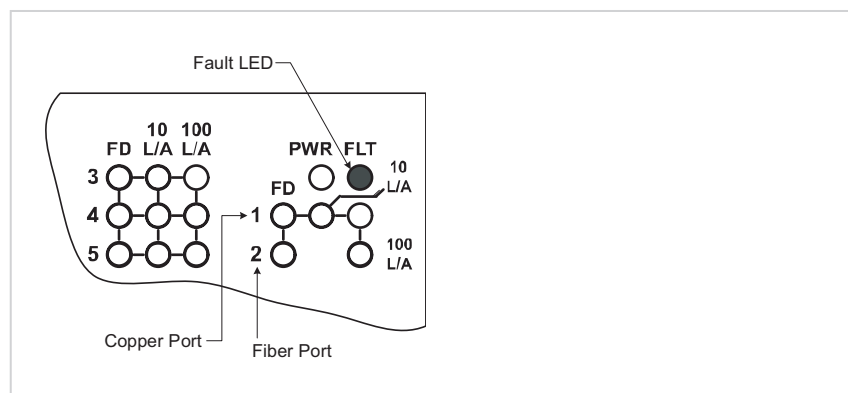 Fault LED
10 100
FD L/A L/A
PWR FLT
3
10
L/A
FD
4
1
5
2
100
L/A
Copper Port
Fiber Port